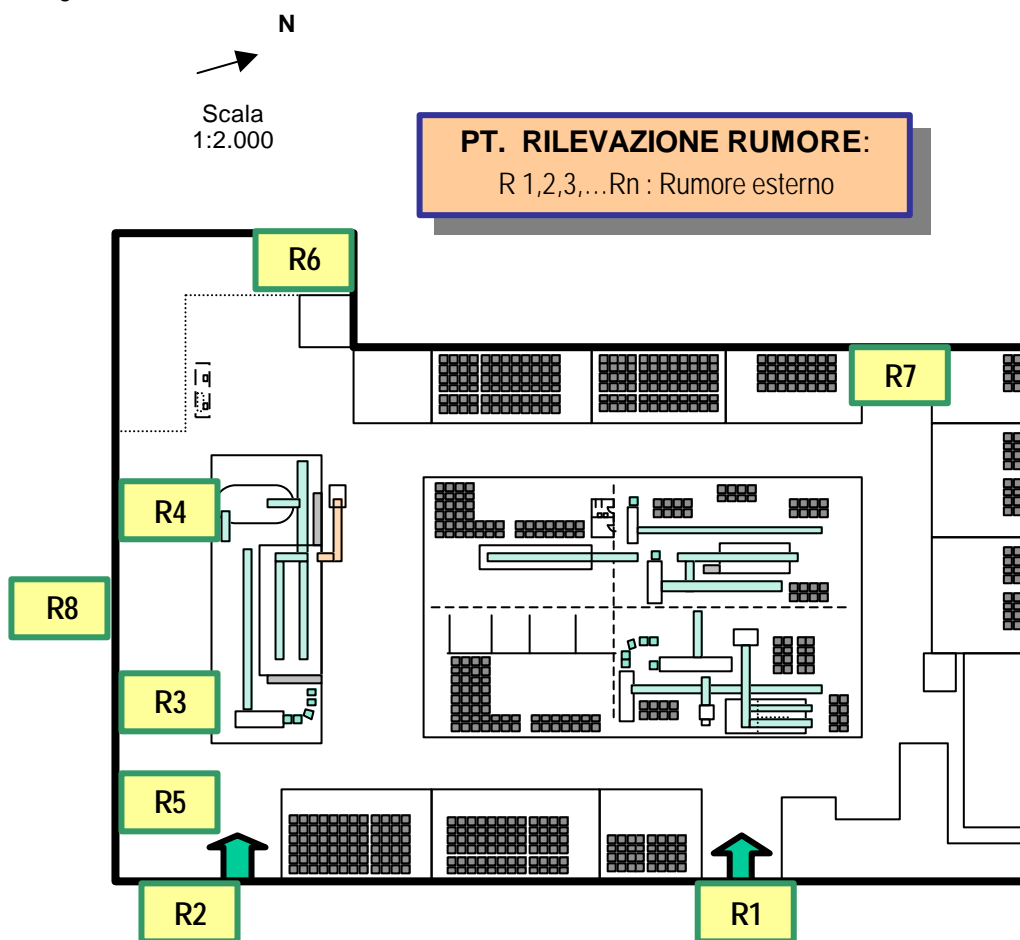 N
Scala
1:2.000
PT. RILEVAZIONE RUMORE:
R 1,2,3,...Rn : Rumore esterno
R6
R7
R4
R8
R3
R5
R2
R1